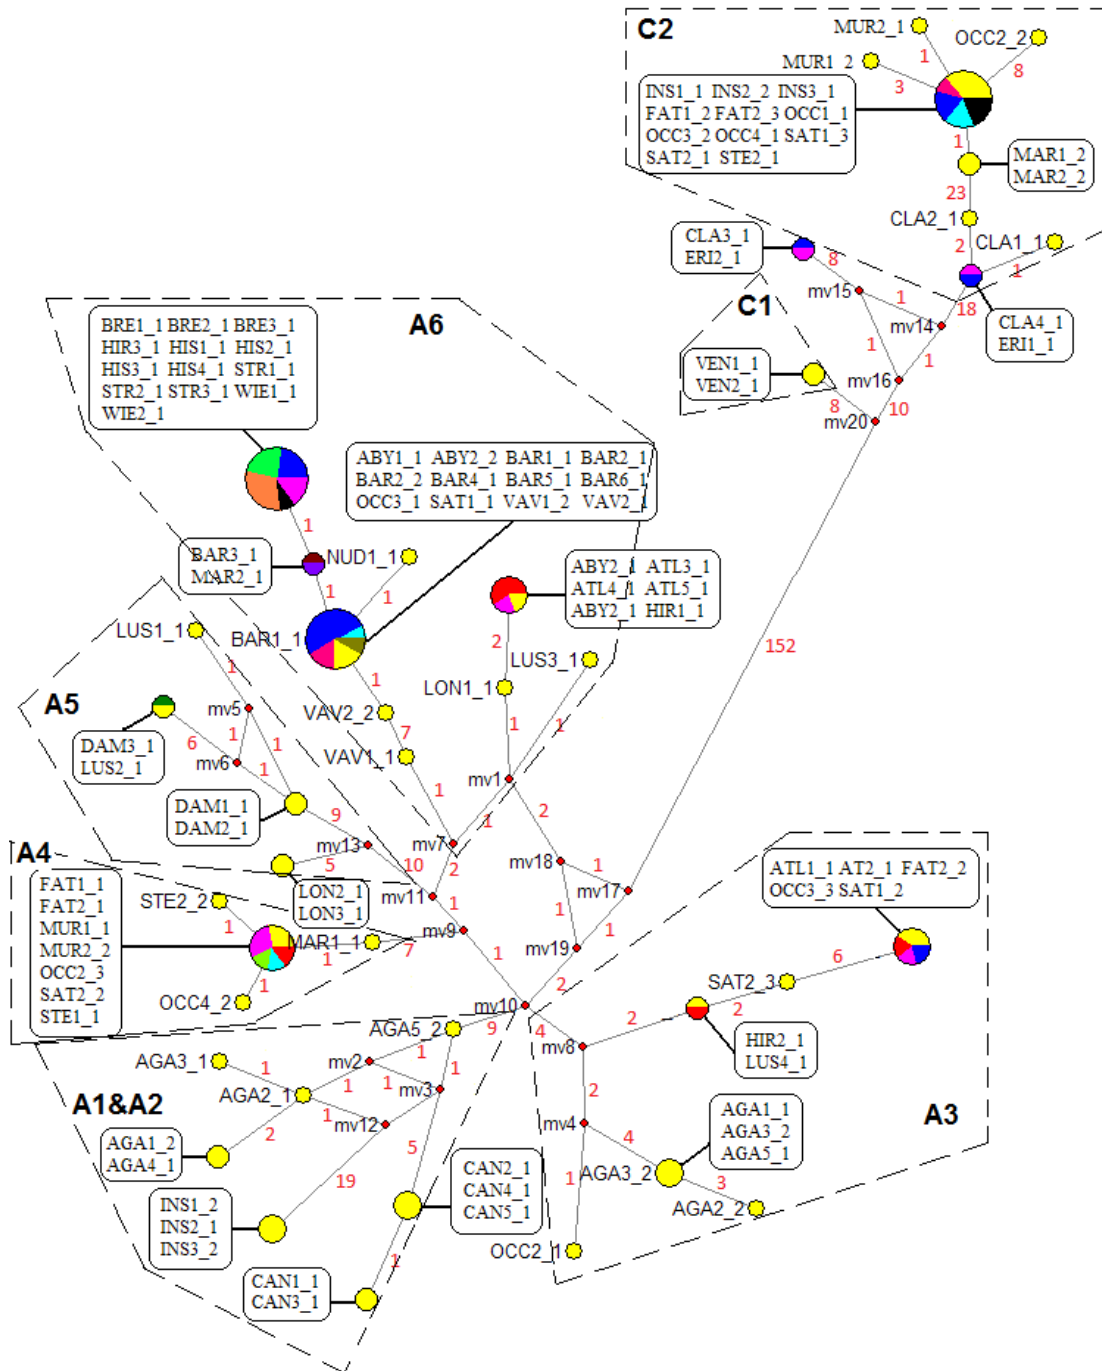 C2
MUR2_1
OCC2_2
MUR1_2
1
8
3
INS1_1 INS2_2 INS3_1
FAT1_2 FAT2_3 OCC1_1
OCC3_2 OCC4_1 SAT1_3
SAT2_1 STE2_1
1
MAR1_2
MAR2_2
23
CLA2_1
2
CLA1_1
1
CLA3_1
ERI2_1
8
mv15
1
18
mv14
CLA4_1
ERI1_1
C1
1
1
mv16
VEN1_1
VEN2_1
8
10
mv20
A6
BRE1_1 BRE2_1 BRE3_1
HIR3_1 HIS1_1 HIS2_1
HIS3_1 HIS4_1 STR1_1
STR2_1 STR3_1 WIE1_1
WIE2_1
ABY1_1 ABY2_2 BAR1_1 BAR2_1
BAR2_2 BAR4_1 BAR5_1 BAR6_1
OCC3_1 SAT1_1 VAV1_2 VAV2_1
1
BAR3_1
MAR2_1
NUD1_1
1
1
ABY2_1 ATL3_1
ATL4_1 ATL5_1
ABY2_1 HIR1_1
LUS1_1
BAR1_1
2
LUS3_1
152
1
1
LON1_1
A5
mv5
VAV2_2
7
1
1
DAM3_1
LUS2_1
6
1
1
mv6
1
VAV1_1
mv1
DAM1_1
DAM2_1
9
1
1
2
mv13
mv7
A4
5
10
2
mv18
1
mv17
ATL1_1 AT2_1 FAT2_2
OCC3_3 SAT1_2
FAT1_1
FAT2_1
MUR1_1
MUR2_2
OCC2_3
SAT2_2
STE1_1
LON2_1
LON3_1
mv11
STE2_2
1
1
mv9
1
1
MAR1_1
1
7
1
mv19
6
1
2
SAT2_3
OCC4_2
mv10
2
2
AGA5_2
9
4
mv8
HIR2_1
LUS4_1
AGA3_1
1
mv2
1
1
mv3
2
A1&A2
AGA2_1
1
1
mv12
mv4
AGA1_1
AGA3_2
AGA5_1
A3
AGA1_2
AGA4_1
2
5
4
19
1
AGA3_2
3
CAN2_1
CAN4_1
CAN5_1
INS1_2
INS2_1
INS3_2
AGA2_2
OCC2_1
1
CAN1_1
CAN3_1